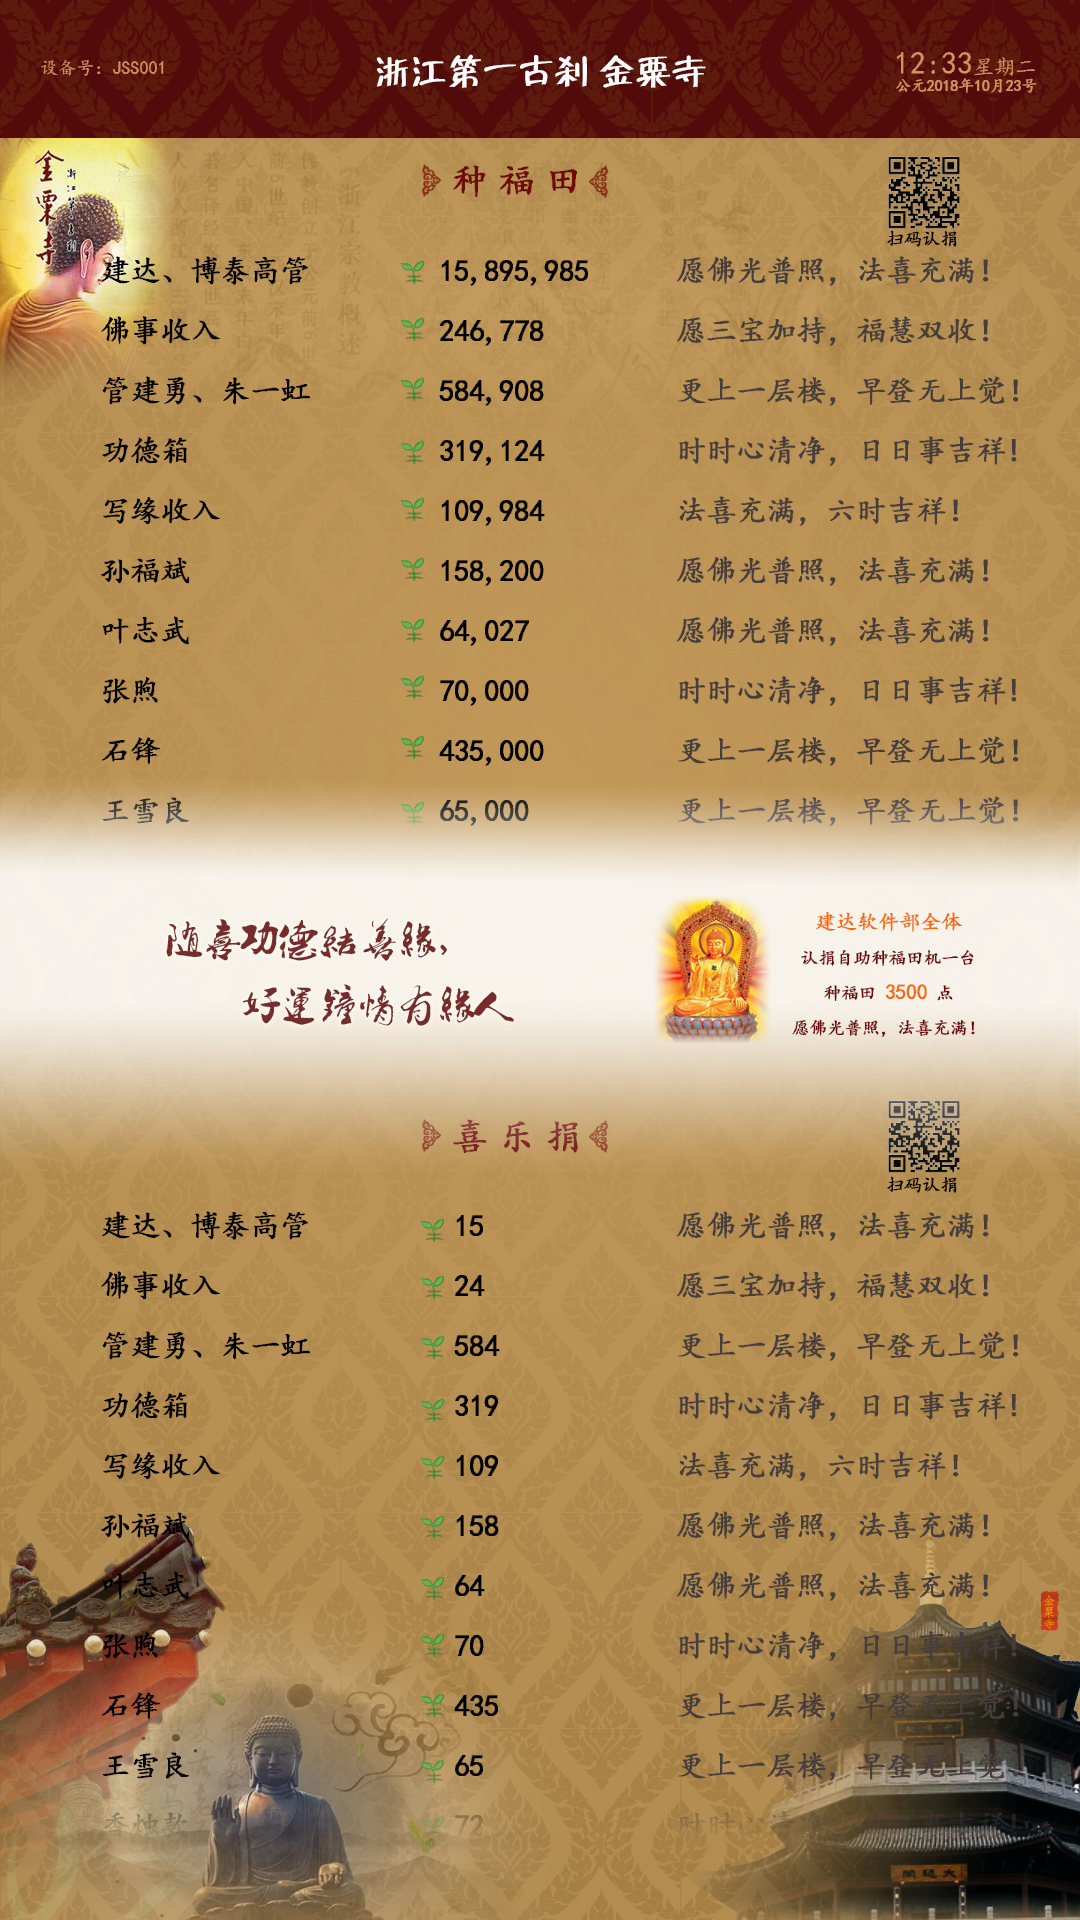 设备号：JSS001
浙江第一古刹 金粟寺
12:33星期二
公元2018年10月23号
金粟寺
种福田
扫码认捐
建达、博泰高管 15,895,985 愿佛光普照，法喜充满！
佛事收入 246,778 愿三宝加持，福慧双收！
管建勇、朱一虹 584,908 更上一层楼，早登无上觉！
功德箱 319,124 时时心清净，日日事吉祥！
写缘收入 109,984 法喜充满，六时吉祥！
孙福斌 158,200 愿佛光普照，法喜充满！
叶志武 64,027 愿佛光普照，法喜充满！
张煦 70,000 时时心清净，日日事吉祥！
石锋 435,000 更上一层楼，早登无上觉！
王雪良 65,000 更上一层楼，早登无上觉！
随喜功德結善緣，
好運鐘情有緣人
建达软件部全体
认捐自助种福田机一台
种福田 3500 点
愿佛光普照，法喜充满！
喜乐捐
扫码认捐
建达、博泰高管 15 愿佛光普照，法喜充满！
佛事收入 24 愿三宝加持，福慧双收！
管建勇、朱一虹 584 更上一层楼，早登无上觉！
功德箱 319 时时心清净，日日事吉祥！
写缘收入 109 法喜充满，六时吉祥！
孙福斌 158 愿佛光普照，法喜充满！
叶志武 64 愿佛光普照，法喜充满！
金粟寺
张煦 70 时时心清净，日日事吉祥！
石锋 435 更上一层楼，早登无上觉！
王雪良 65 更上一层楼，早登无上觉
香烛款 72 时时心清